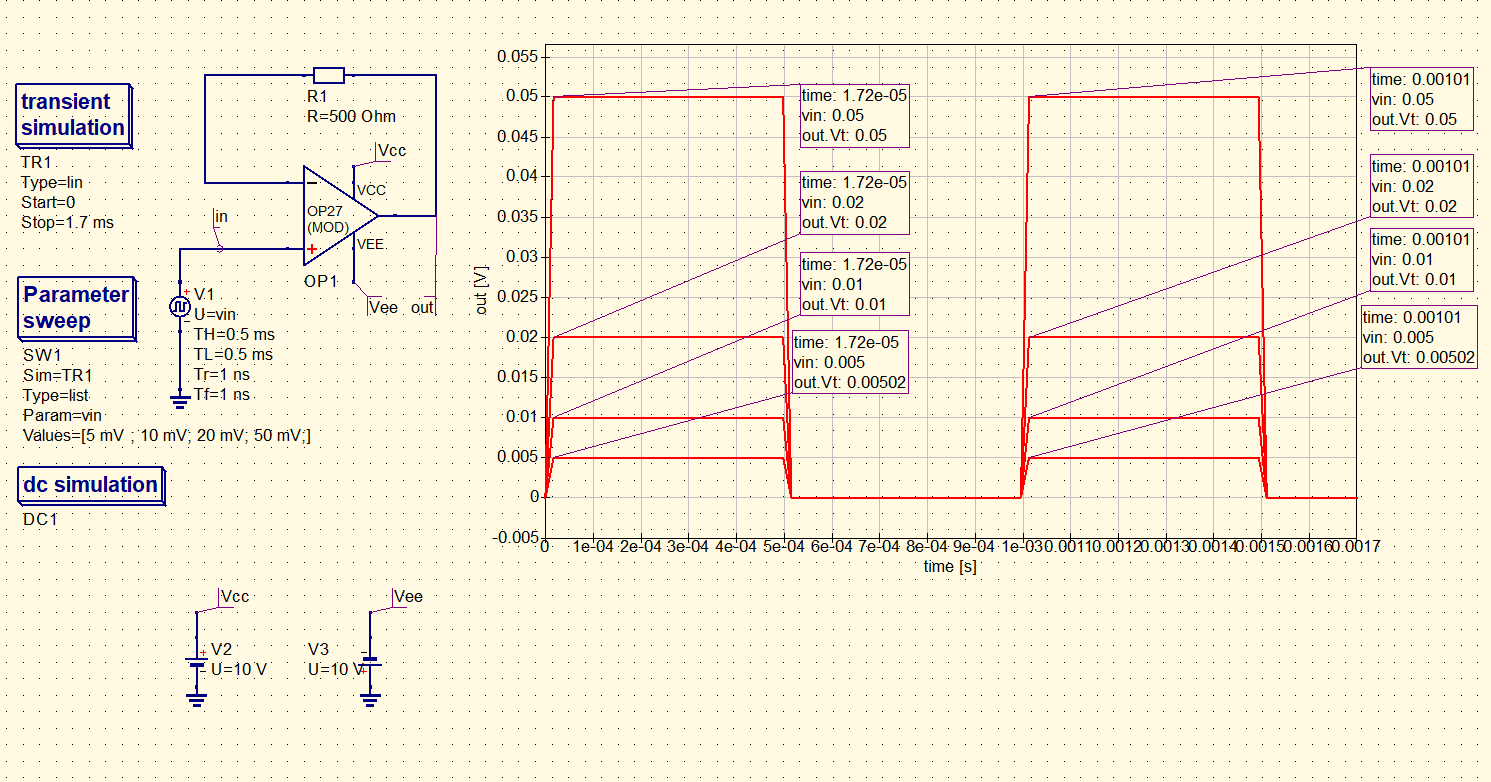 transient
simulation
TR1
Type=lin
Start=0
Stop=1.7 ms
Parameter
sweep
SW1
Sim=TR1
Type=list
Param=vin
Values=[5 mV ; 10 mV; 20 mV; 50 mV;]
dc simulation
DC1
R1
R=500 Ohm
Vcc
VCC
OP27
(MOD)
VEE
OP1
in
Vee
out
V1
U=vin
TH=0.5 ms
TL=0.5 ms
Tr=1 ns
Tf=1 ns
+
−
Vcc
V2
U=10 V
+
−
Vee
V3
U=10 V
−
+
out [V]
0.055
0.05
0.045
0.04
0.035
0.03
0.025
0.02
0.015
0.01
0.005
0
-0.005
0
1e-04
2e-04
3e-04
4e-04
5e-04
6e-04
7e-04
8e-04
9e-04
1e-03
0.0011
0.0012
0.0013
0.0014
0.0015
0.0016
0.0017
time [s]
time: 1.72e-05
vin: 0.05
out.Vt: 0.05
time: 1.72e-05
vin: 0.02
out.Vt: 0.02
time: 1.72e-05
vin: 0.01
out.Vt: 0.01
time: 1.72e-05
vin: 0.005
out.Vt: 0.00502
time: 0.00101
vin: 0.05
out.Vt: 0.05
time: 0.00101
vin: 0.02
out.Vt: 0.02
time: 0.00101
vin: 0.01
out.Vt: 0.01
time: 0.00101
vin: 0.005
out.Vt: 0.00502